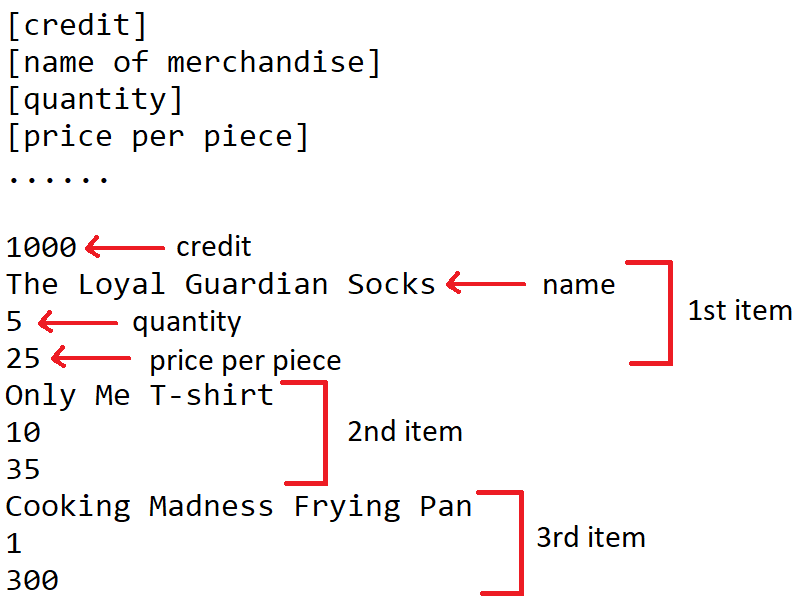 [credit]
[name of merchandise]
[quantity]
[price per piece]
......
1000 credit
The Loyal Guardian Socks name
1st item
5 quantity
25 price per piece
Only Me T-shirt
10 2nd item
35
Cooking Madness Frying Pan
1 3rd item
300